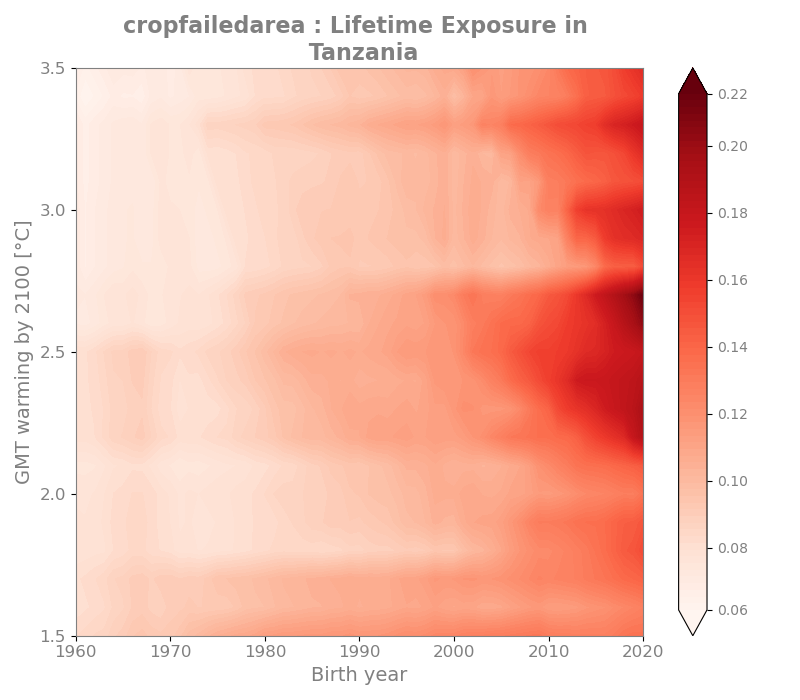 cropfailedarea : Lifetime Exposure in
Tanzania
GMT warming by 2100 [°C]
3.5
3.0
2.5
2.0
1.5
1960 1970 1980 1990 2000 2010 2020
Birth year
0.22
0.20
0.18
0.16
0.14
0.12
0.10
0.08
0.06